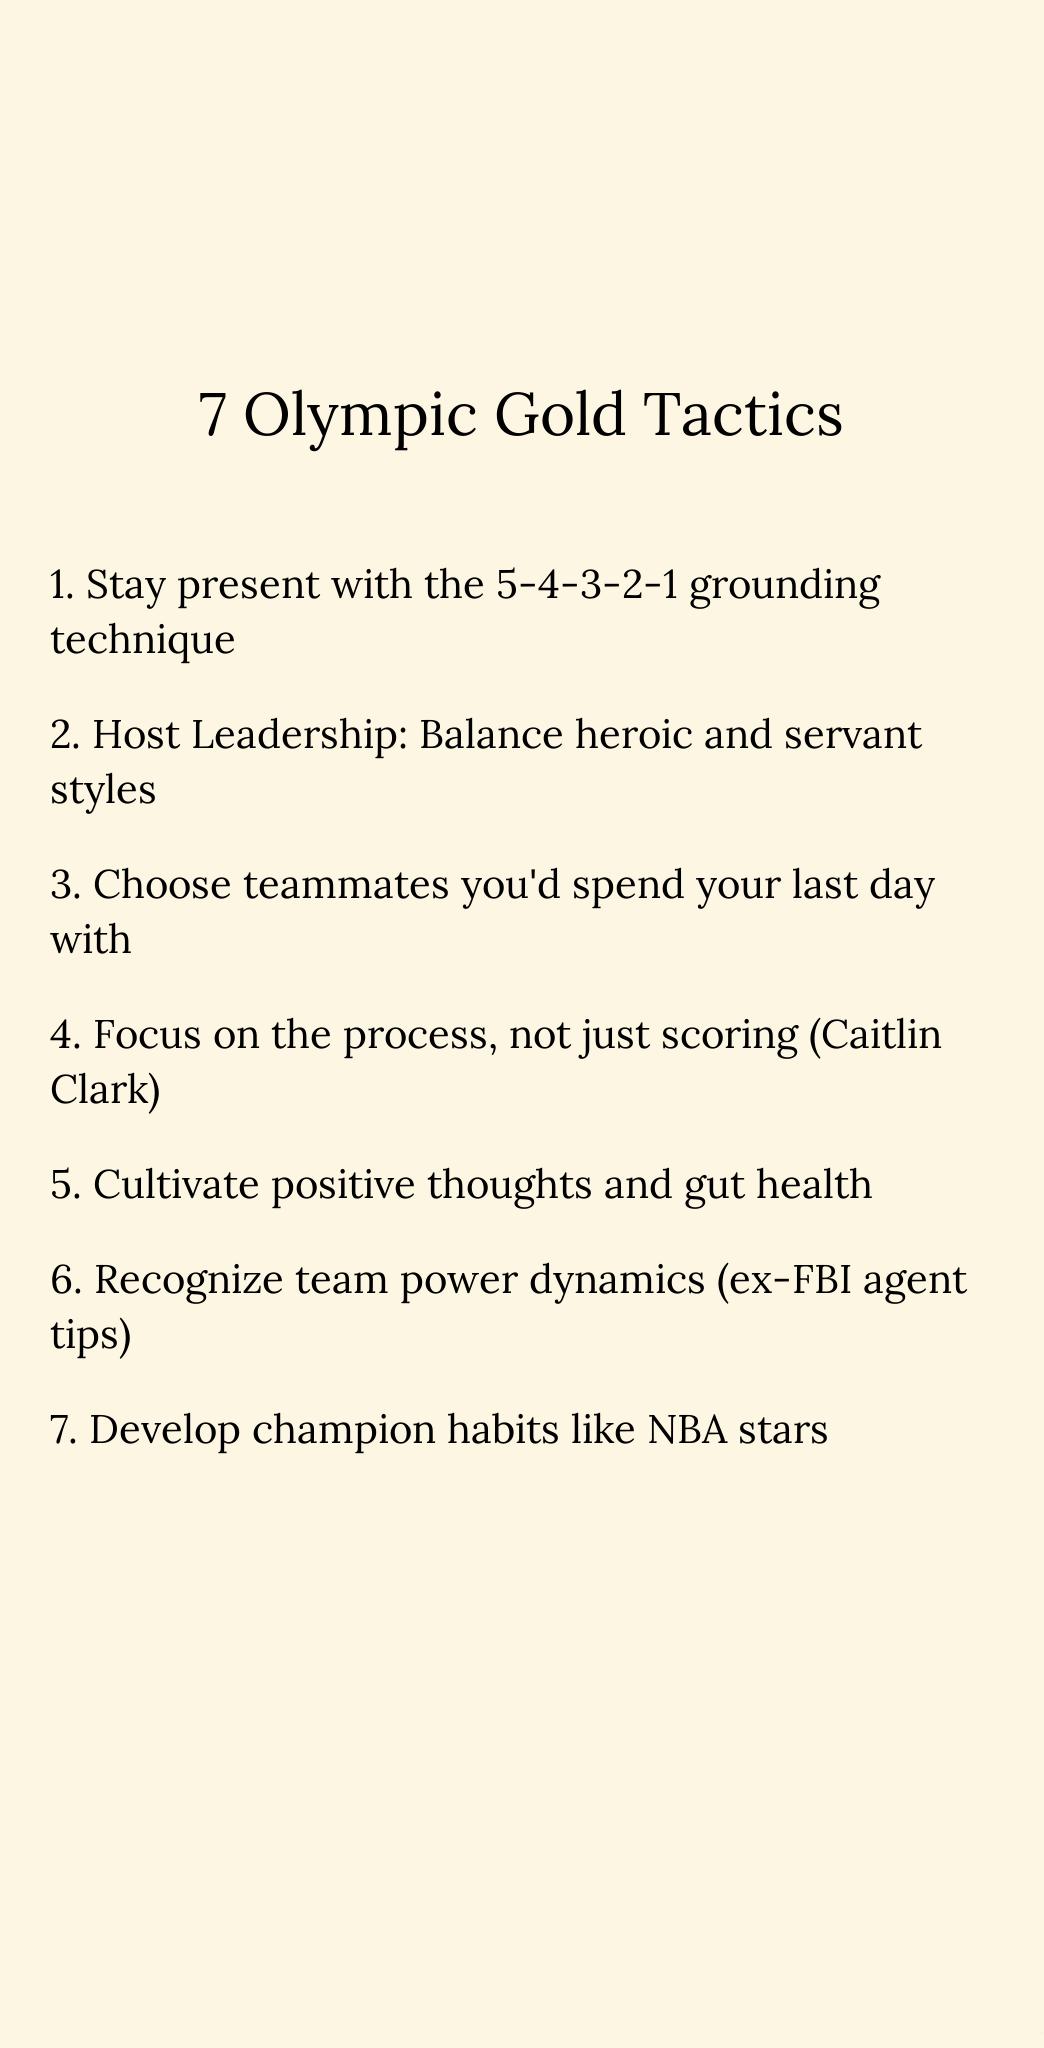 7 Olympic Gold Tactics
1. Stay present with the 5-4-3-2-1 grounding
technique
2. Host Leadership: Balance heroic and servant
styles
3. Choose teammates you'd spend your last day
with
4. Focus on the process, not just scoring (Caitlin
Clark)
5. Cultivate positive thoughts and gut health
6. Recognize team power dynamics (ex-FBI agent
tips)
7. Develop champion habits like NBA stars